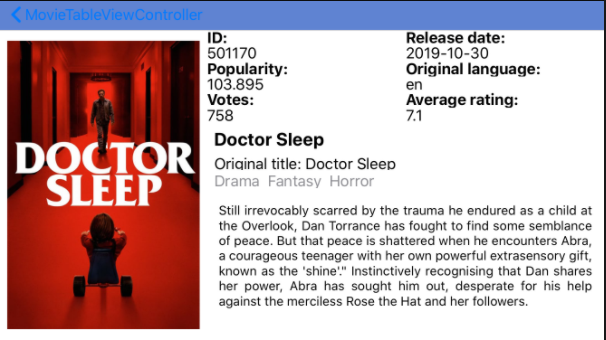 MovieTableViewController
DOCTOR
SLEEP
ID:
501170
Popularity:
103.895
Votes:
758
Release date:
2019-10-30
Original language:
en
Average rating:
7.1
Doctor Sleep
Original title: Doctor Sleep
Drama Fantasy Horror
Still irrevocably scarred by the trauma he endured as a child at
the Overlook, Dan Torrance has fought to find some semblance
of peace. But that peace is shattered when he encounters Abra,
a courageous teenager with her own powerful extrasensory gift,
known as the 'shine'." Instinctively recognising that Dan shares
her power, Abra has sought him out, desperate for his help
against the merciless Rose the Hat and her followers.